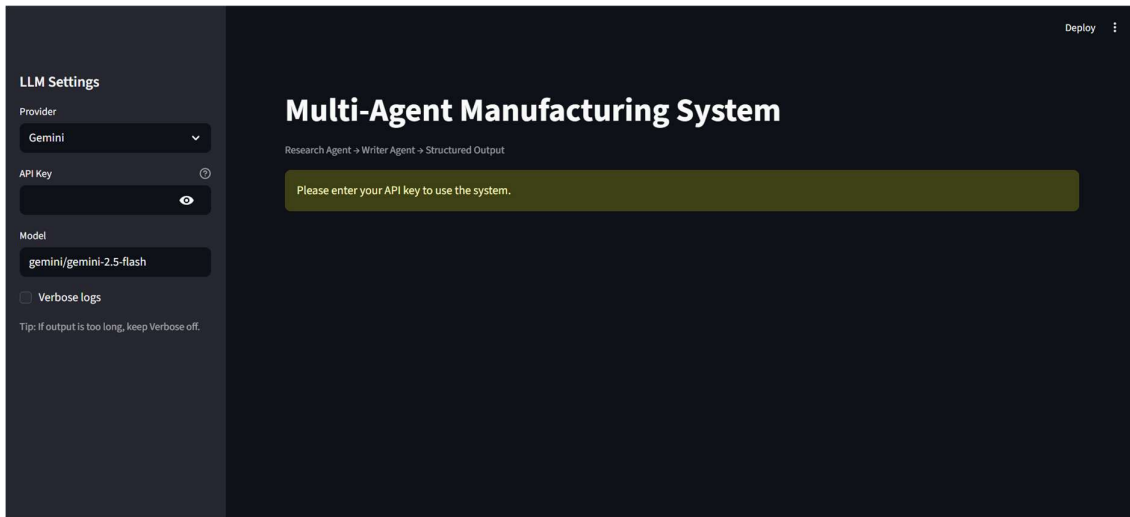 Deploy
LLM Settings
Provider
Gemini
API Key
Model
gemini/gemini-2.5-flash
Verbose logs
Tip: If output is too long, keep Verbose off.
Multi-Agent Manufacturing System
Research Agent → Writer Agent → Structured Output
Please enter your API key to use the system.